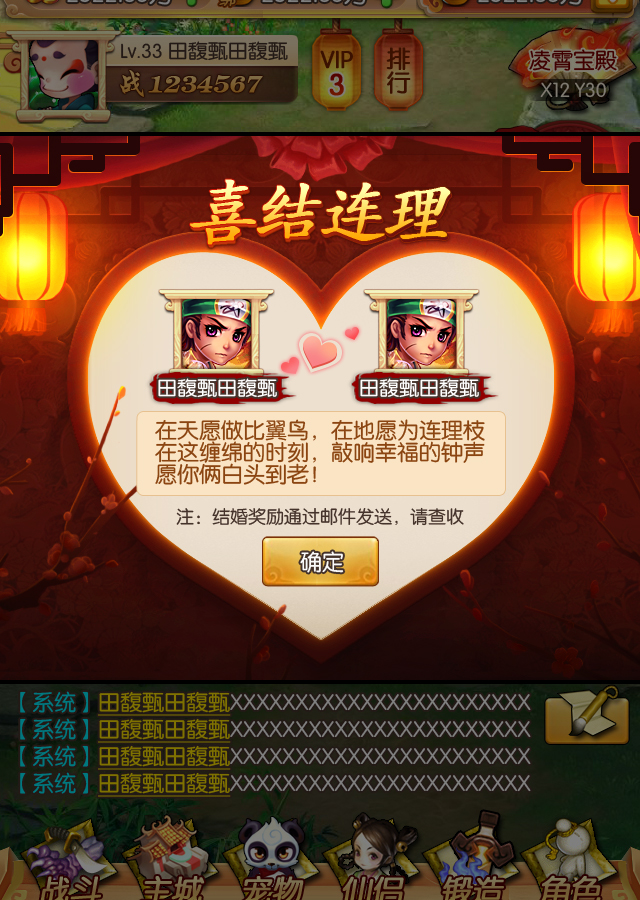 Lv.33 田馥甄田馥甄
战 1234567
VIP
3
排行
凌霄宝殿
X12 Y30
喜结连理
田馥甄田馥甄
田馥甄田馥甄
在天愿做比翼鸟，在地愿为连理枝
在这缠绵的时刻，敲响幸福的钟声
愿你俩白头到老！
注：结婚奖励通过邮件发送，请查收
确定
【系统】田馥甄田馥甄XXXXXXXXXXXXXXXXXXXXXXX
【系统】田馥甄田馥甄XXXXXXXXXXXXXXXXXXXXXXX
【系统】田馥甄田馥甄XXXXXXXXXXXXXXXXXXXXXXX
【系统】田馥甄田馥甄XXXXXXXXXXXXXXXXXXXXXXX
战斗 主城 宠物 仙侣 锻造 角色